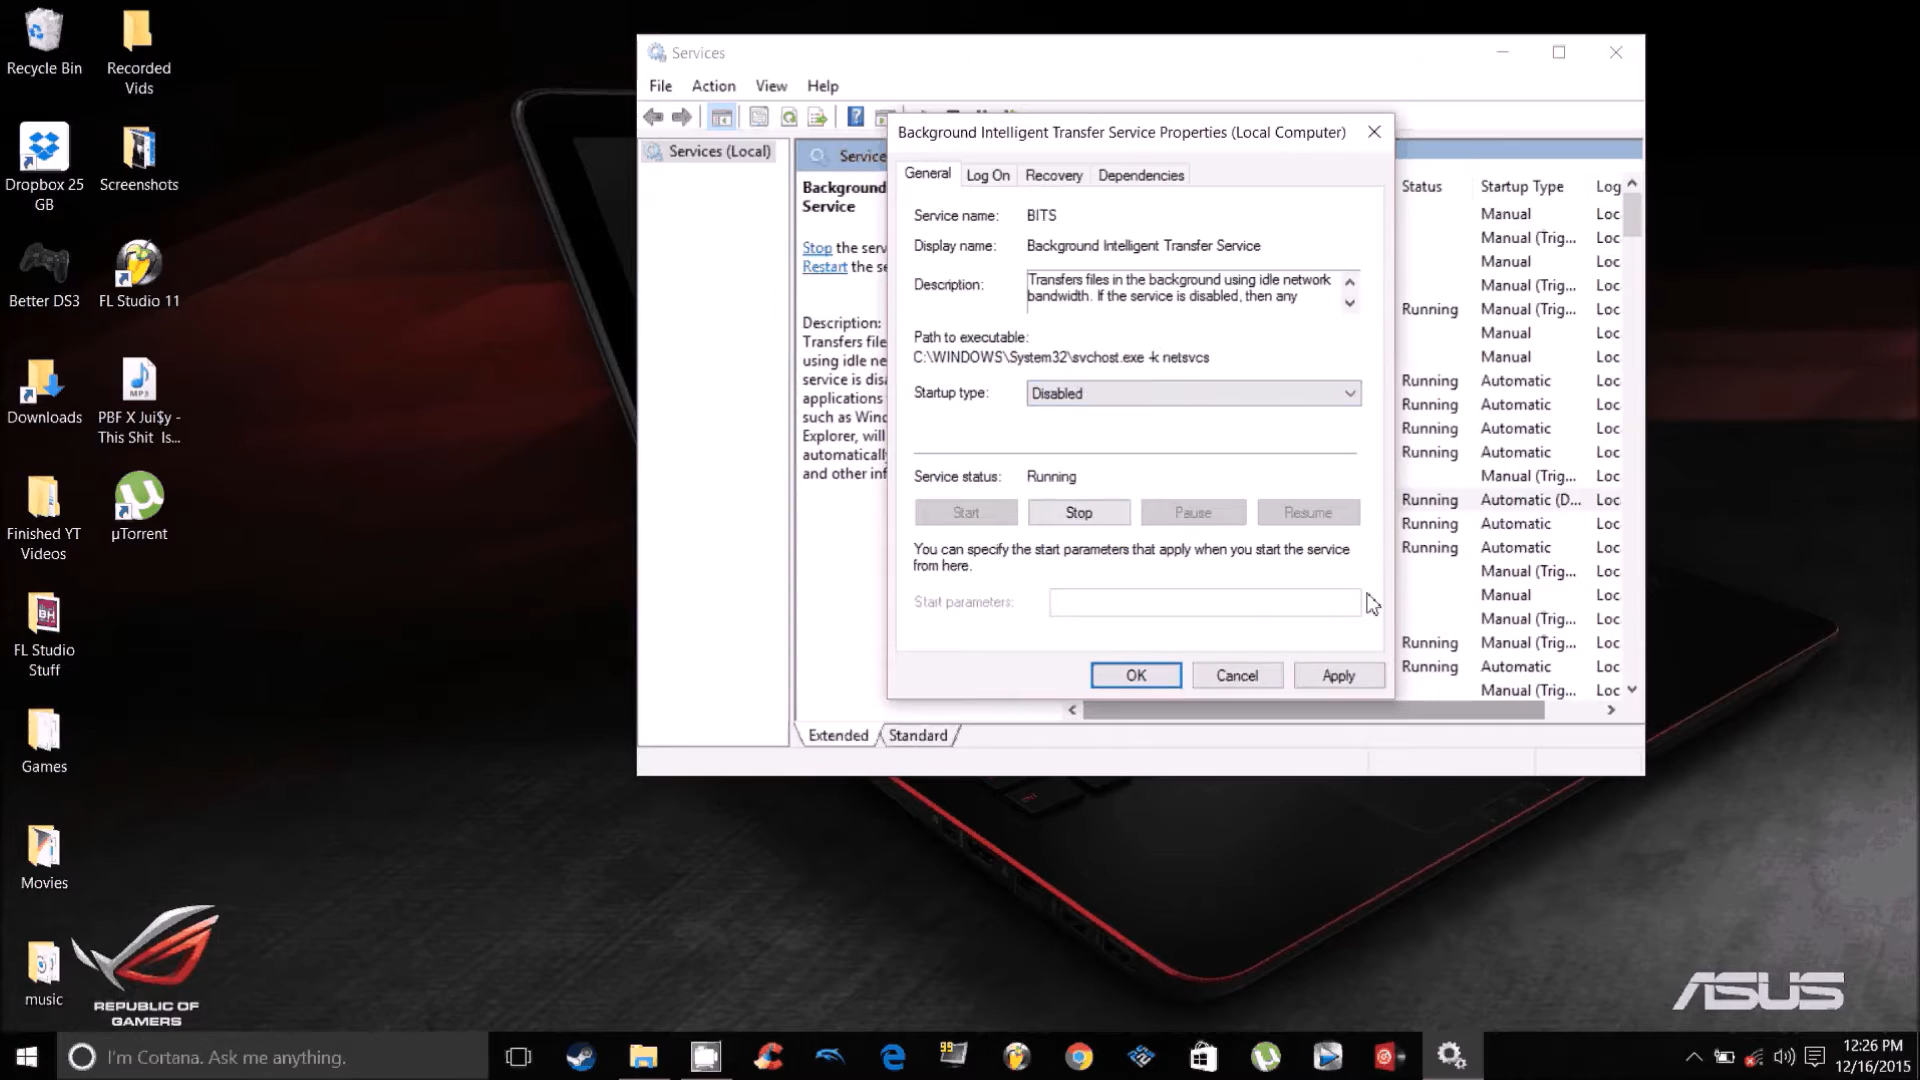 Recycle Bin
Recorded
Vids
Dropbox 25
GB
Screenshots
Better DS3
FL Studio 11
Downloads
MP3
PBF X Jui$y -
This Shit Is...
Finished YT
Videos
µTorrent
FL Studio
Stuff
Games
Movies
music
REPUBLIC OF
GAMERS
Services
File Action View Help
Services (Local)
Service
Background
Service
Stop the serv
Restart the se
Description:
Transfers file
using idle ne
service is disa
applications
such as Wind
Explorer, will
automatically
and other inf
Background Intelligent Transfer Service Properties (Local Computer)
General Log On Recovery Dependencies
Service name: BITS
Display name: Background Intelligent Transfer Service
Description: Transfers files in the background using idle network
bandwidth. If the service is disabled, then any
Path to executable:
C:\WINDOWS\System32\svchost.exe -k netsvcs
Startup type: Disabled
Service status: Running
Start Stop Pause Resume
You can specify the start parameters that apply when you start the service
from here.
Start parameters:
OK Cancel Apply
Status Startup Type Log
Manual Loc
Manual (Trig... Loc
Manual Loc
Manual (Trig... Loc
Running Manual (Trig... Loc
Manual Loc
Manual Loc
Running Automatic Loc
Running Automatic Loc
Running Automatic Loc
Running Automatic Loc
Manual (Trig... Loc
Running Automatic (D... Loc
Running Automatic Loc
Running Automatic Loc
Manual (Trig... Loc
Manual Loc
Manual (Trig... Loc
Running Manual (Trig... Loc
Running Automatic Loc
Manual (Trig... Loc
Extended Standard
ASUS
I'm Cortana. Ask me anything.
99
12:26 PM
12/16/2015